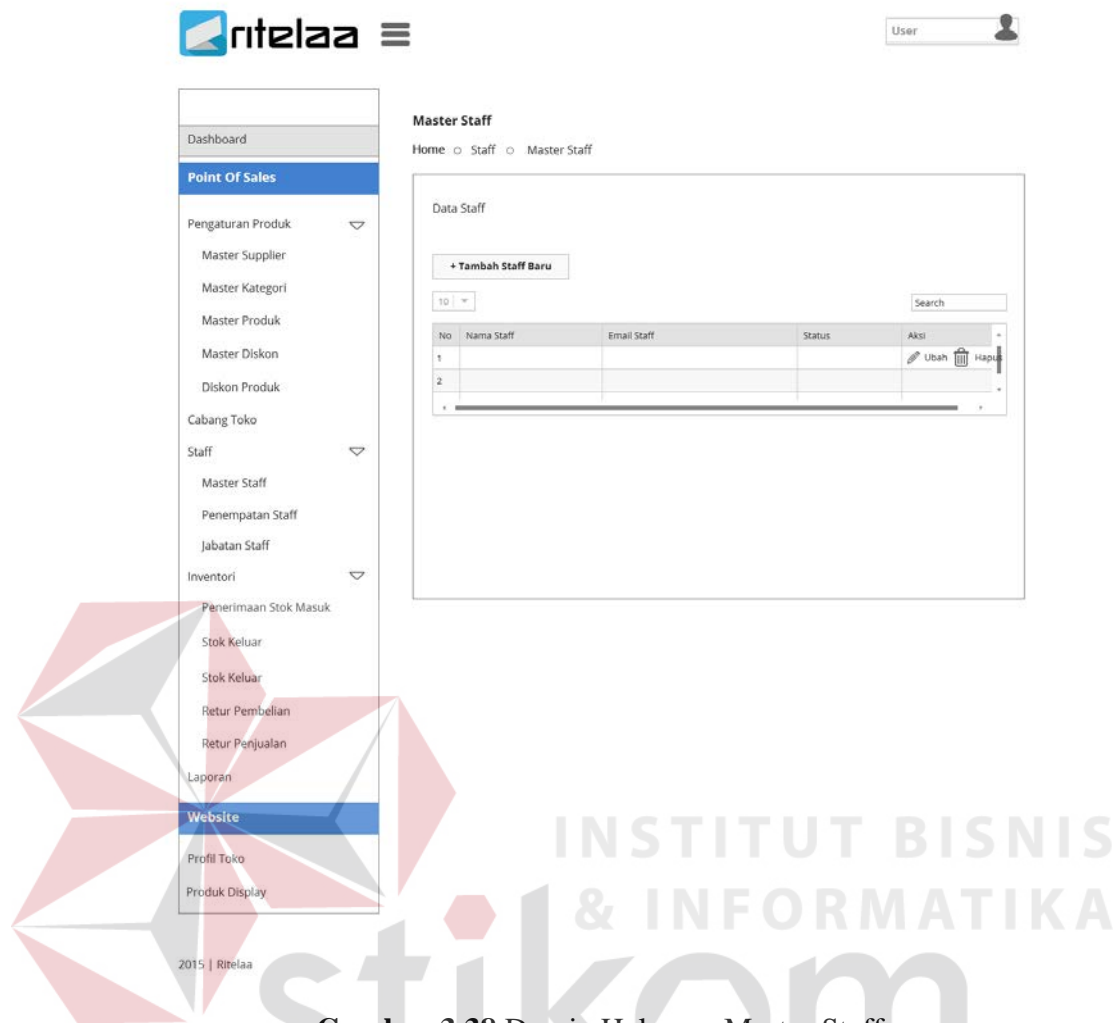 ritelaa
User
Dashboard
Point Of Sales
Pengaturan Produk
Master Supplier
Master Kategori
Master Produk
Master Diskon
Diskon Produk
Cabang Toko
Staff
Master Staff
Penempatan Staff
Jabatan Staff
Inventori
Penerimaan Stok Masuk
Stok Keluar
Stok Keluar
Retur Pembelian
Retur Penjualan
Laporan
Website
Profil Toko
Produk Display
2015 | Ritelaa
Master Staff
Home Staff Master Staff
Data Staff
+ Tambah Staff Baru
10
Search
No Nama Staff Email Staff Status Aksi
1 Ubah Hapus
2
INSTITUT BISNIS
& INFORMATIKA
stikom
3.28 Master Staff